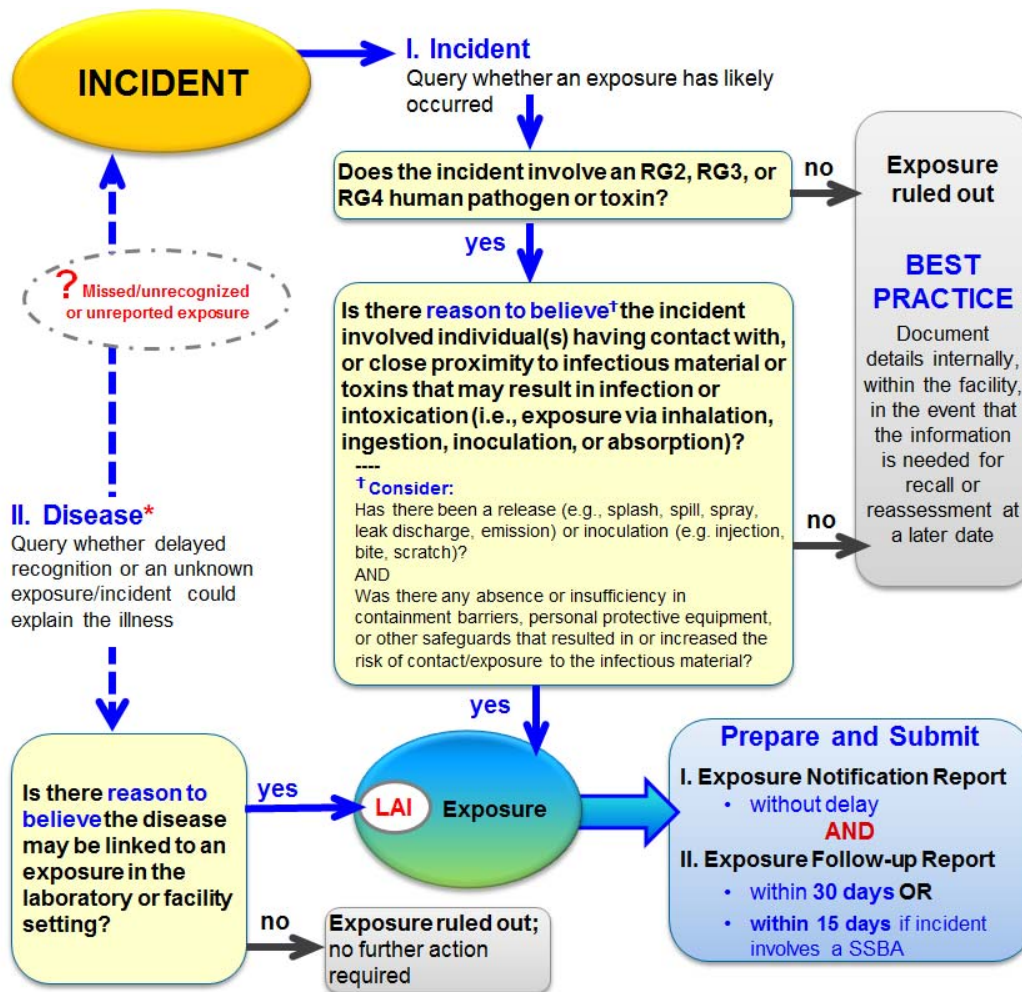 INCIDENT
I. Incident
Query whether an exposure has likely
occurred
Does the incident involve an RG2, RG3, or
RG4 human pathogen or toxin?
no
yes
Exposure
ruled out
BEST
PRACTICE
Document
details internally,
within the facility,
in the event that
the information
is needed for
recall or
reassessment at
a later date
? Missed/unrecognized
or unreported exposure
Is there reason to believe† the incident
involved individual(s) having contact with,
or close proximity to infectious material or
toxins that may result in infection or
intoxication (i.e., exposure via inhalation,
ingestion, inoculation, or absorption)?
----
† Consider:
Has there been a release (e.g., splash, spill, spray,
leak discharge, emission) or inoculation (e.g. injection,
bite, scratch)?
AND
Was there any absence or insufficiency in
containment barriers, personal protective equipment,
or other safeguards that resulted in or increased the
risk of contact/exposure to the infectious material?
no
yes
II. Disease*
Query whether delayed
recognition or an unknown
exposure/incident could
explain the illness
Is there reason to
believe the disease
may be linked to an
exposure in the
laboratory or facility
setting?
yes
LAI
Exposure
no
Exposure ruled out;
no further action
required
Prepare and Submit
I. Exposure Notification Report
• without delay
AND
II. Exposure Follow-up Report
• within 30 days OR
• within 15 days if incident
involves a SSBA